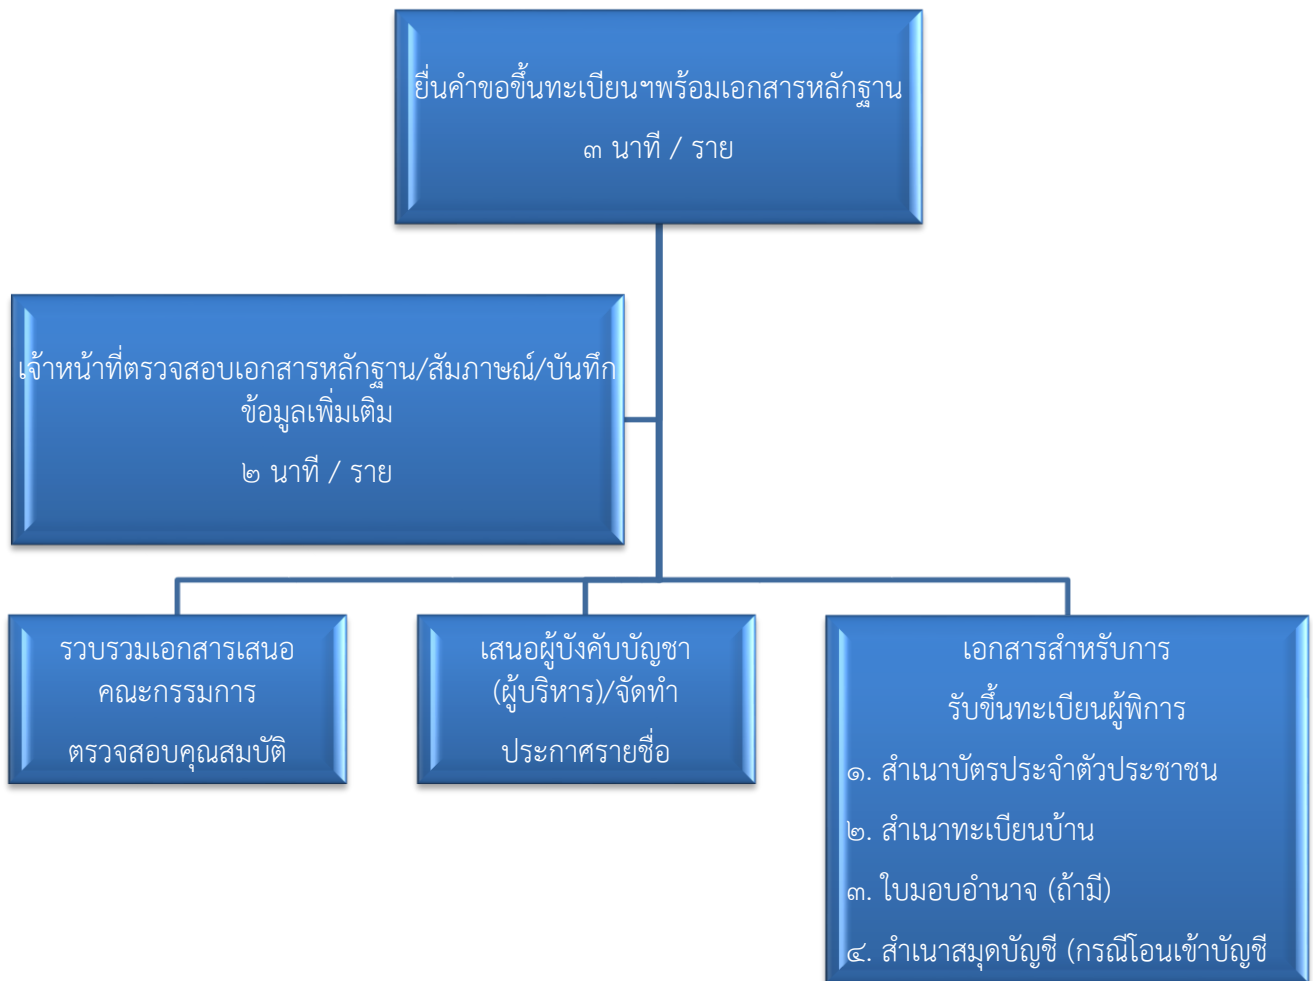 ยื่นคำขอขึ้นทะเบียนฯพร้อมเอกสารหลักฐาน
๓ นาที / ราย
เจ้าหน้าที่ตรวจสอบเอกสารหลักฐาน/สัมภาษณ์/บันทึก
ข้อมูลเพิ่มเติม
๒ นาที / ราย
รวบรวมเอกสารเสนอ
คณะกรรมการ
ตรวจสอบคุณสมบัติ
เสนอผู้บังคับบัญชา
(ผู้บริหาร)/จัดทำ
ประกาศรายชื่อ
เอกสารสำหรับการ
รับขึ้นทะเบียนผู้พิการ
๑. สำเนาบัตรประจำตัวประชาชน
๒. สำเนาทะเบียนบ้าน
๓. ใบมอบอำนาจ (ถ้ามี)
๔. สำเนาสมุดบัญชี (กรณีโอนเข้าบัญชี